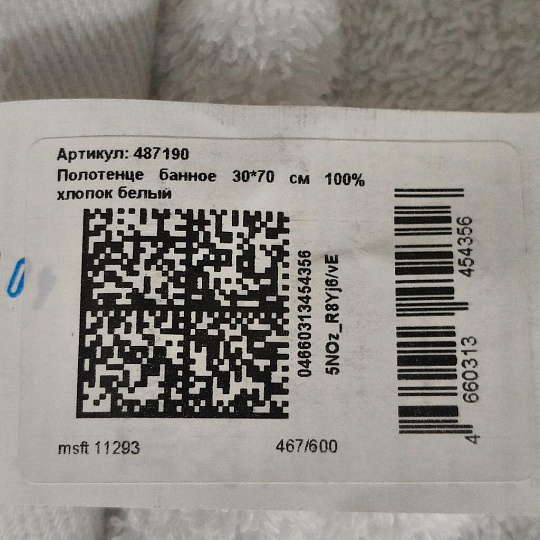 Артикул: 487190
Полотенце банное 30*70 см 100%
хлопок белый
04660313454356
5NOz_R8Yj6/vE
4 660313 454356
msft 11293
467/600